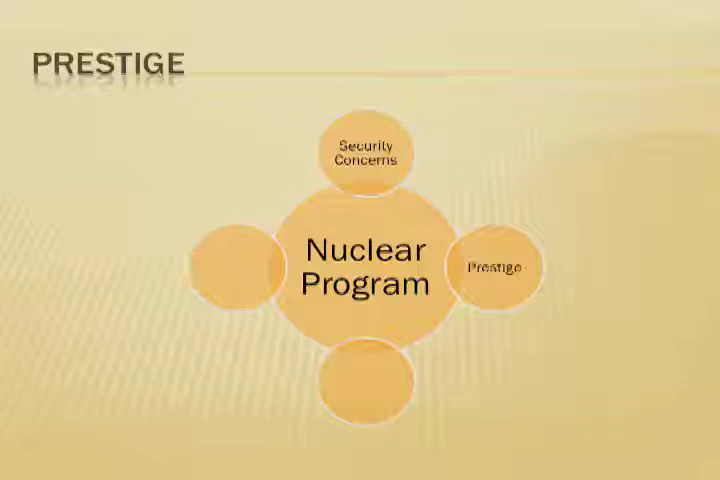 PRESTIGE
Security
Concerns
Nuclear
Program
Prestige